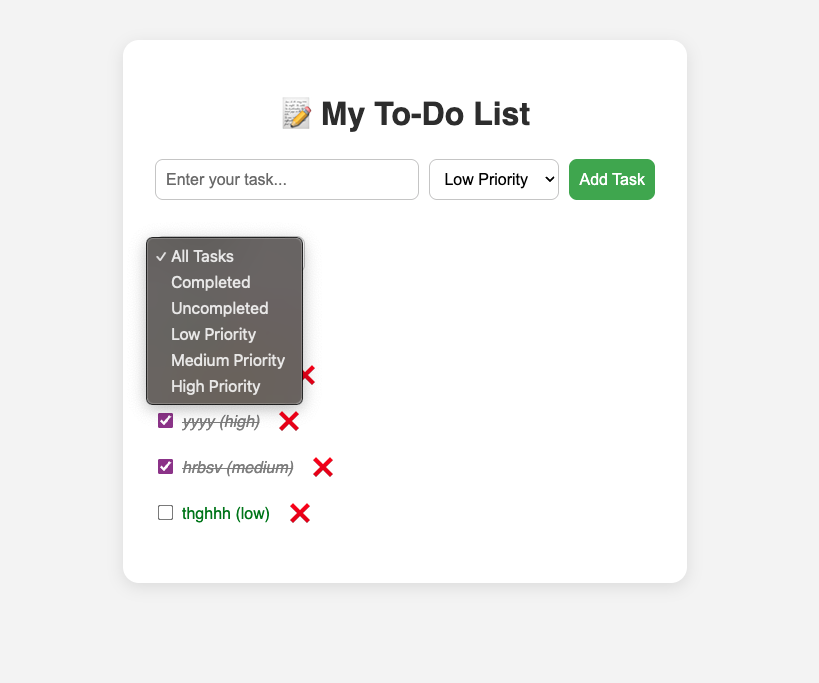 📝 My To-Do List
Enter your task...
Low Priority
Add Task
✓ All Tasks
Completed
Uncompleted
Low Priority
Medium Priority
High Priority
yyyy (high)
hrbsv (medium)
thghhh (low)